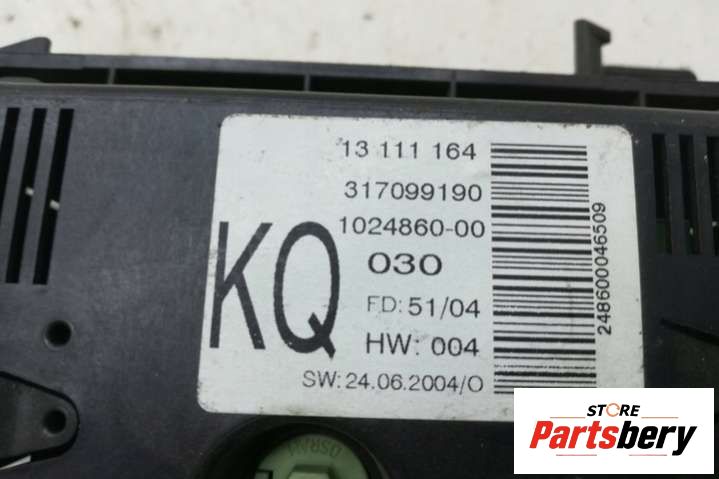 13 111 164
317099190
1024860-00
030
KQ
FD: 51/04
HW: 004
SW: 24.06.2004/O
248600046509
OSRAM
STORE
Partsbery